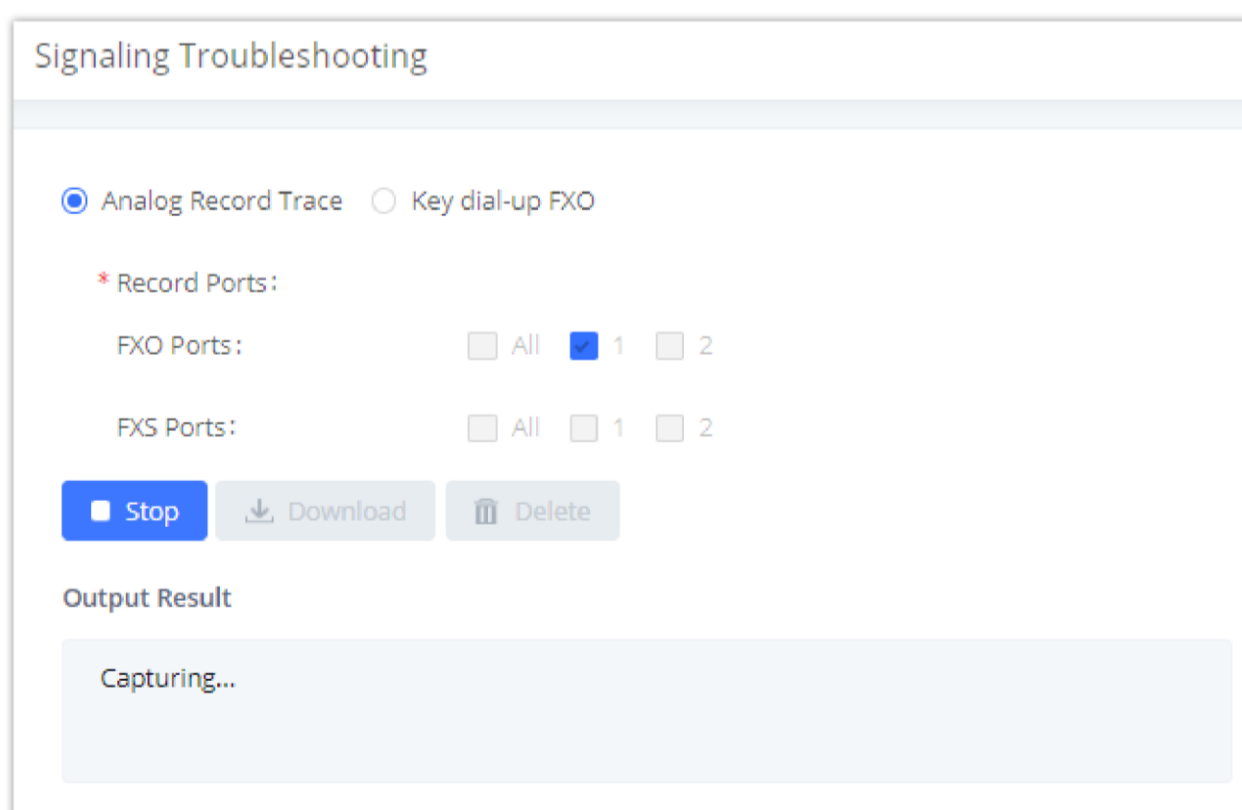 Signaling Troubleshooting
Analog Record Trace Key dial-up FXO
* Record Ports:
FXO Ports: All 1 2
FXS Ports: All 1 2
Stop Download Delete
Output Result
Capturing...